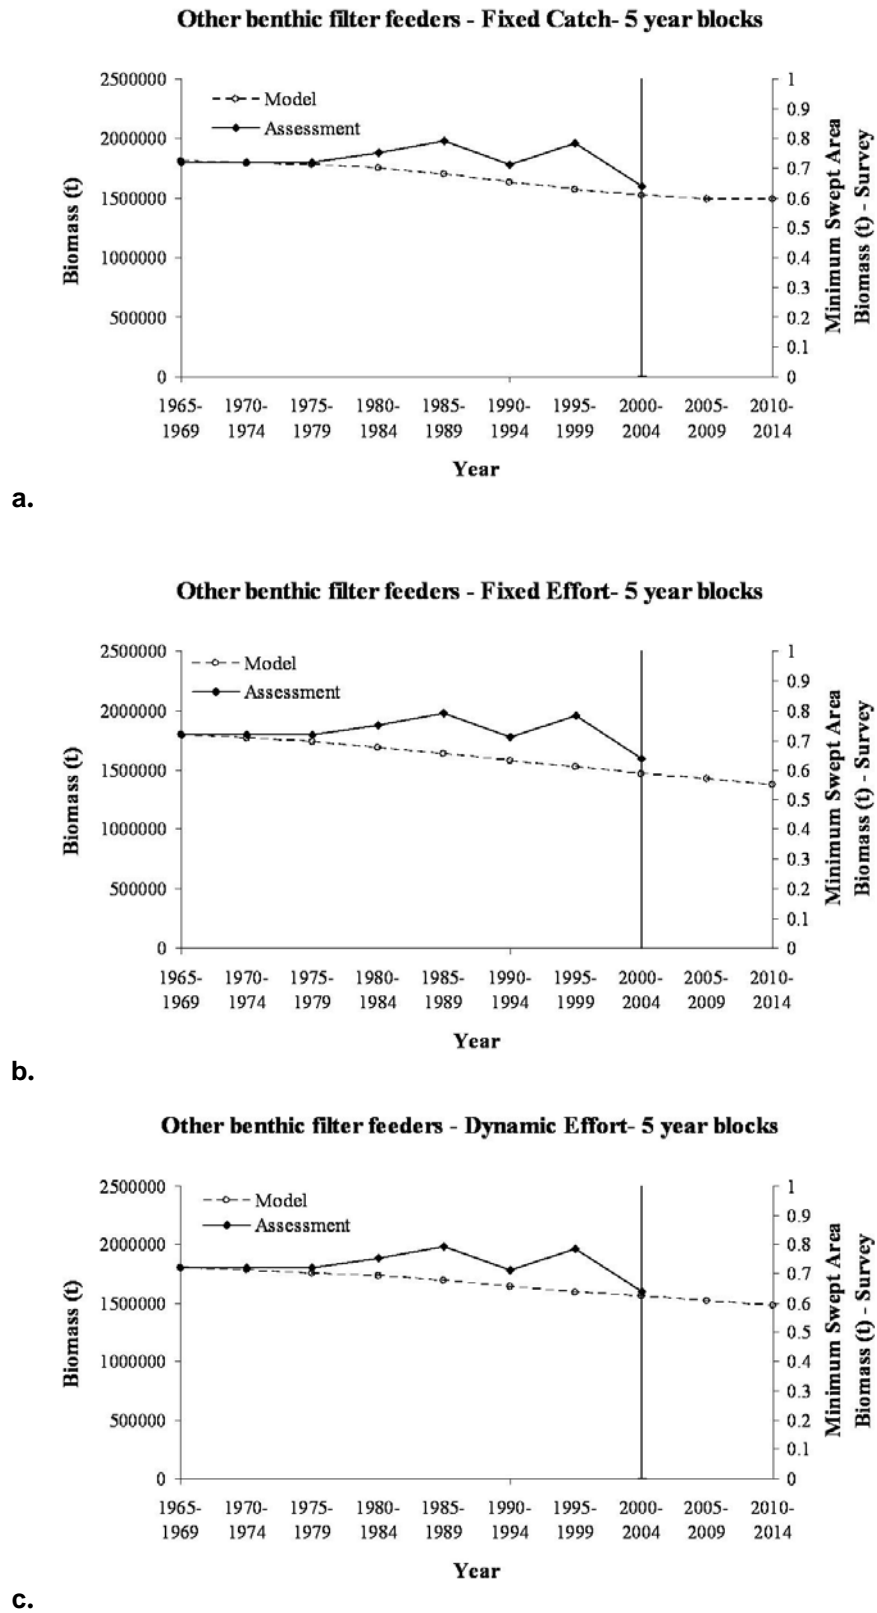 Other benthic filter feeders - Fixed Catch- 5 year blocks
Model
Assessment
2500000
2000000
1500000
1000000
500000
0
Biomass (t)
1
0.9
0.8
0.7
0.6
0.5
0.4
0.3
0.2
0.1
0
Minimum Swept Area
Biomass (t) - Survey
1965- 1970- 1975- 1980- 1985- 1990- 1995- 2000- 2005- 2010-
1969 1974 1979 1984 1989 1994 1999 2004 2009 2014
Year
a.
Other benthic filter feeders - Fixed Effort- 5 year blocks
Model
Assessment
2500000
2000000
1500000
1000000
500000
0
Biomass (t)
1
0.9
0.8
0.7
0.6
0.5
0.4
0.3
0.2
0.1
0
Minimum Swept Area
Biomass (t) - Survey
1965- 1970- 1975- 1980- 1985- 1990- 1995- 2000- 2005- 2010-
1969 1974 1979 1984 1989 1994 1999 2004 2009 2014
Year
b.
Other benthic filter feeders - Dynamic Effort- 5 year blocks
Model
Assessment
2500000
2000000
1500000
1000000
500000
0
Biomass (t)
1
0.9
0.8
0.7
0.6
0.5
0.4
0.3
0.2
0.1
0
Minimum Swept Area
Biomass (t) - Survey
1965- 1970- 1975- 1980- 1985- 1990- 1995- 2000- 2005- 2010-
1969 1974 1979 1984 1989 1994 1999 2004 2009 2014
Year
c.